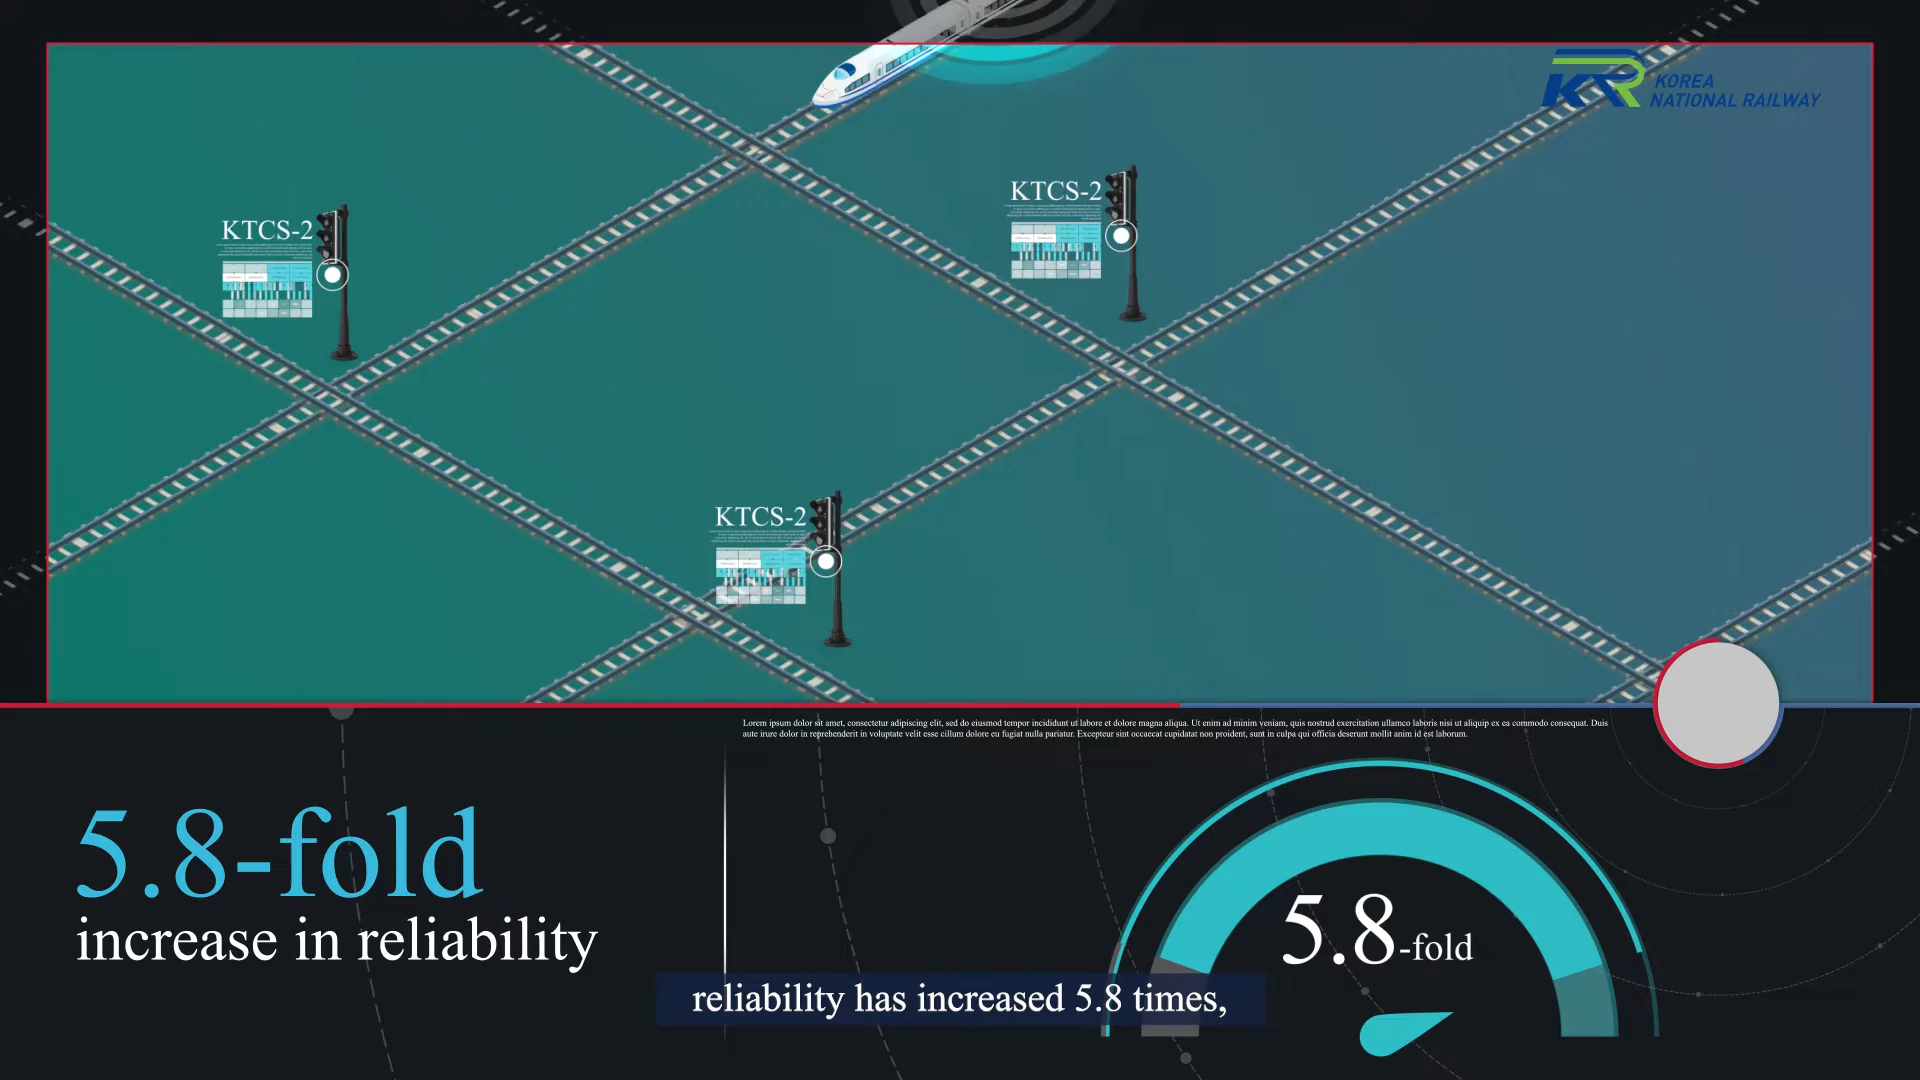 KOREA
NATIONAL RAILWAY
KTCS-2
KTCS-2
KTCS-2
Lorem ipsum dolor sit amet, consectetur adipiscing elit, sed do eiusmod tempor incididunt ut labore et dolore magna aliqua. Ut enim ad minim veniam, quis nostrud exercitation ullamco laboris nisi ut aliquip ex ea commodo consequat. Duis
aute irure dolor in reprehenderit in voluptate velit esse cillum dolore eu fugiat nulla pariatur. Excepteur sint occaecat cupidatat non proident, sunt in culpa qui officia deserunt mollit anim id est laborum.
5.8-fold
increase in reliability
5.8-fold
reliability has increased 5.8 times,